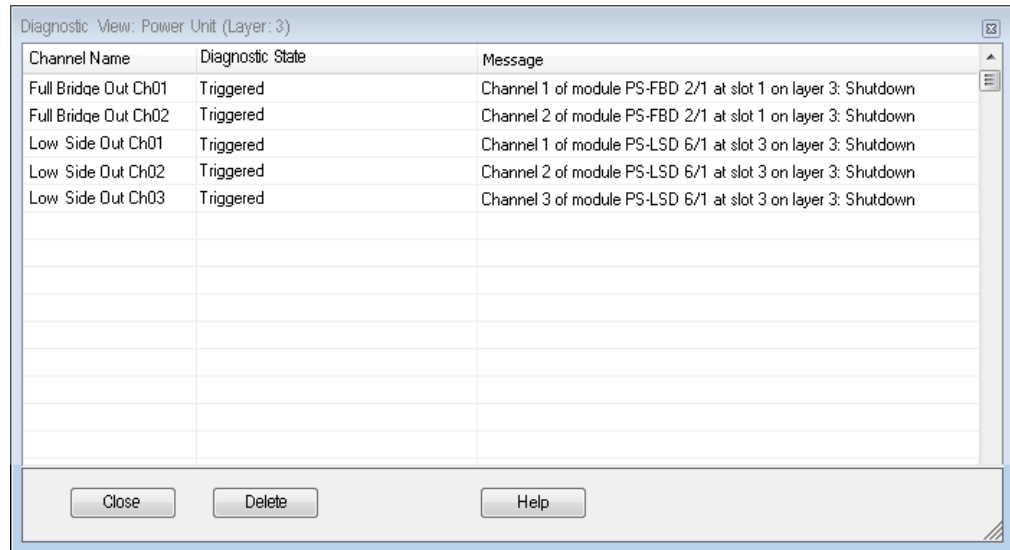 Diagnostic View: Power Unit (Layer: 3)
Channel Name Diagnostic State Message
Full Bridge Out Ch01 Triggered Channel 1 of module PS-FBD 2/1 at slot 1 on layer 3: Shutdown
Full Bridge Out Ch02 Triggered Channel 2 of module PS-FBD 2/1 at slot 1 on layer 3: Shutdown
Low Side Out Ch01 Triggered Channel 1 of module PS-LSD 6/1 at slot 3 on layer 3: Shutdown
Low Side Out Ch02 Triggered Channel 2 of module PS-LSD 6/1 at slot 3 on layer 3: Shutdown
Low Side Out Ch03 Triggered Channel 3 of module PS-LSD 6/1 at slot 3 on layer 3: Shutdown
Close Delete Help